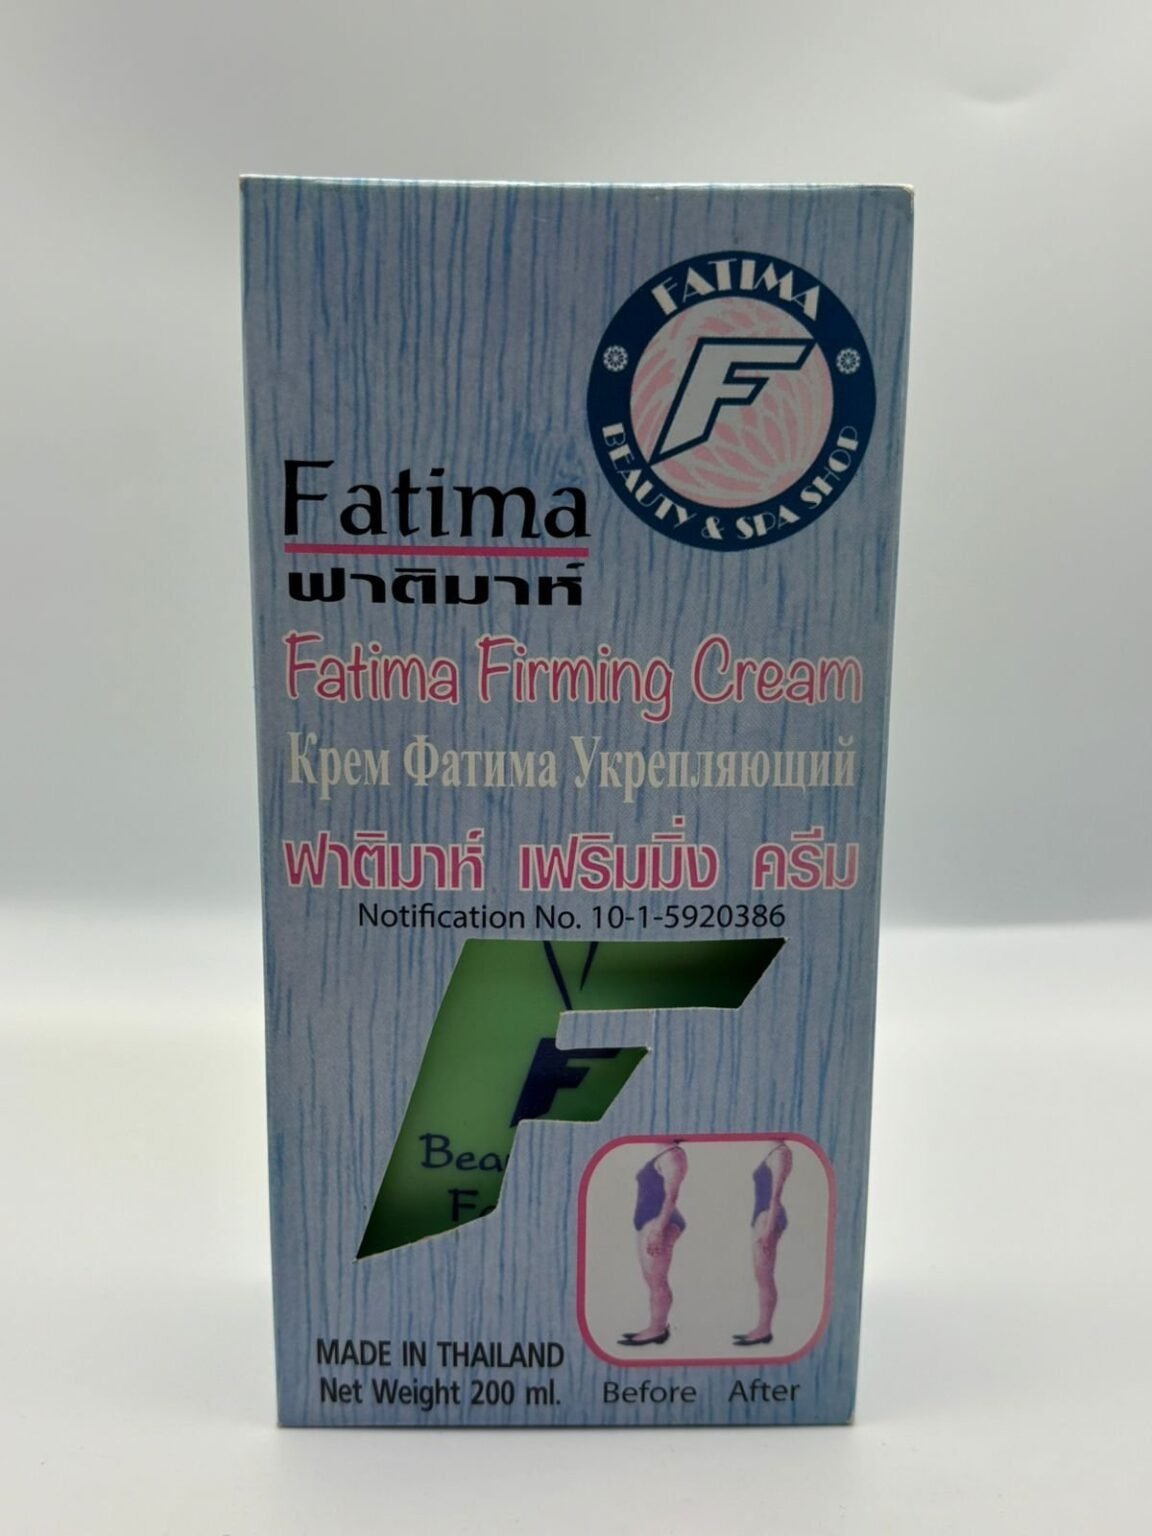 FATIMA
F
BEAUTY & SPA SHOP
Fatima
ฟาติมาห์
Fatima Firming Cream
Крем Фатима Укрепляющий
ฟาติมาห์ เฟริมมิ่ง ครีม
Notification No. 10-1-5920386
F
MADE IN THAILAND
Net Weight 200 ml.
Before After